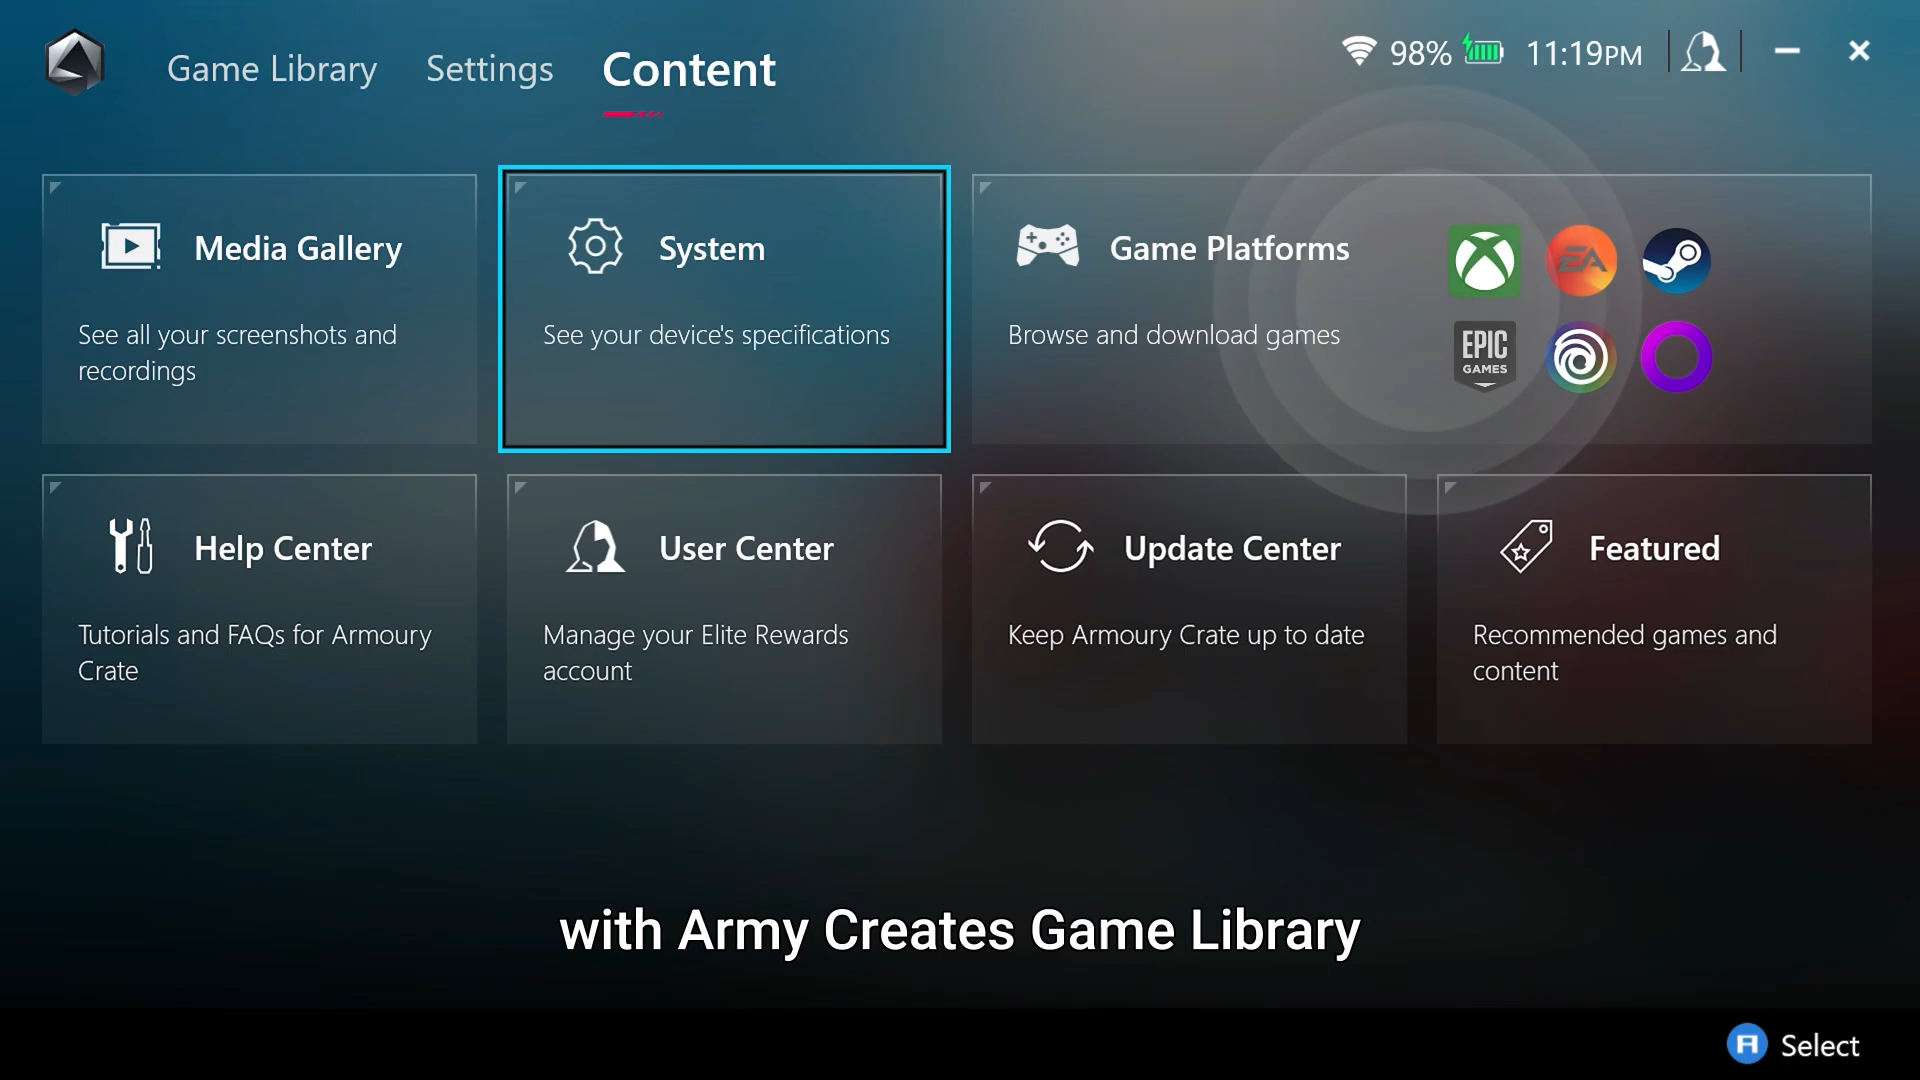 Game Library Settings Content 98% 11:19PM
Media Gallery
See all your screenshots and
recordings
System
See your device's specifications
Game Platforms
Browse and download games
EA
EPIC
GAMES
Help Center
Tutorials and FAQs for Armoury
Crate
User Center
Manage your Elite Rewards
account
Update Center
Keep Armoury Crate up to date
Featured
Recommended games and
content
with Army Creates Game Library
A Select